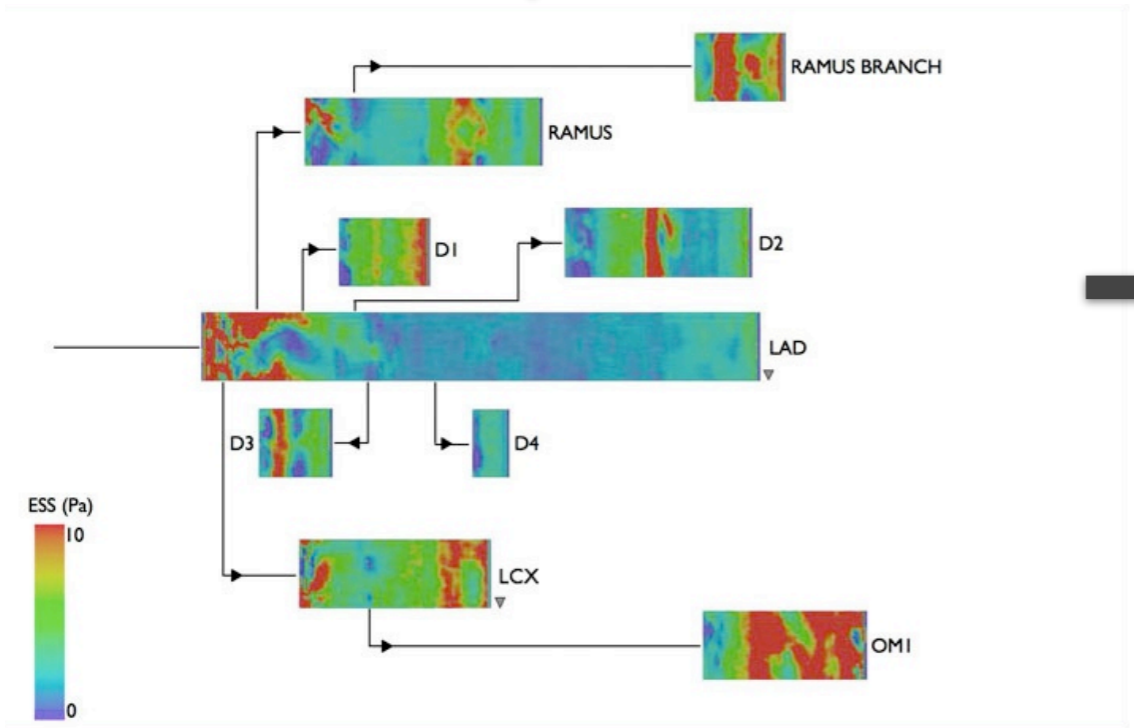 RAMUS BRANCH
RAMUS
D1
D2
LAD
D3
D4
ESS (Pa)
10
0
LCX
OM1